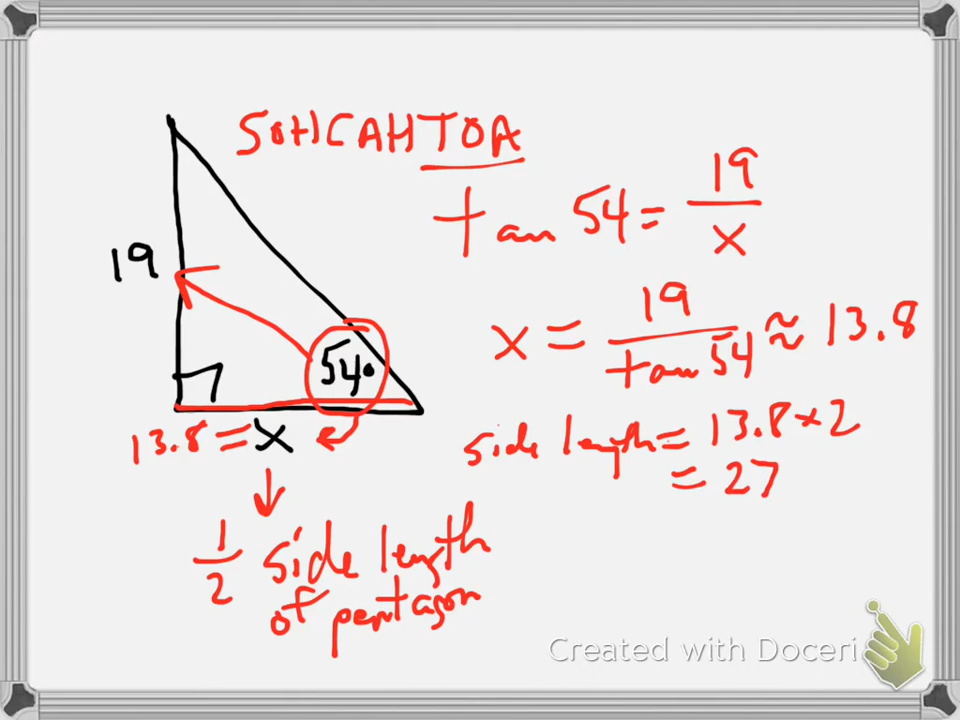 SOHCAHTOA
tan 54 = 19/x
19
x = 19/tan 54 ≈ 13.8
54°
13.8 = x
side length = 13.8 × 2
= 27
1/2 side length
of pentagon
Created with Doceri